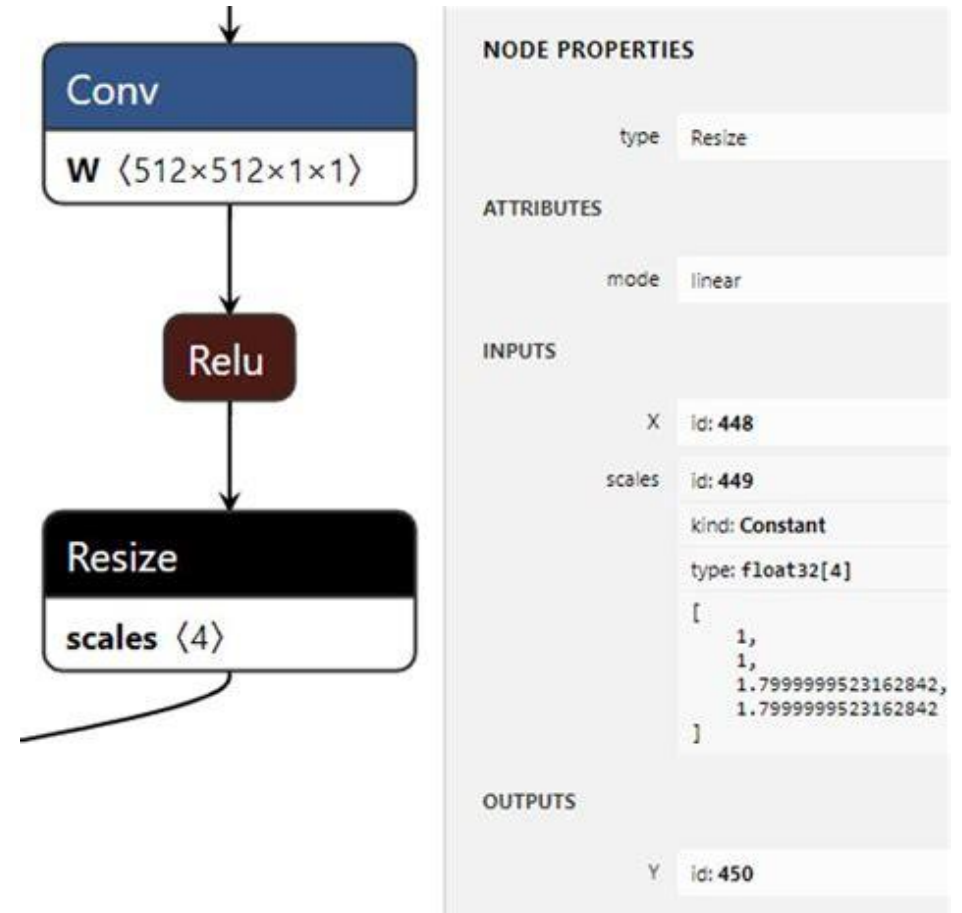 Conv
W ⟨512×512×1×1⟩
Relu
Resize
scales ⟨4⟩
NODE PROPERTIES
type Resize
ATTRIBUTES
mode linear
INPUTS
X id: 448
scales id: 449
kind: Constant
type: float32[4]
[
1,
1,
1.7999999523162842,
1.7999999523162842
]
OUTPUTS
Y id: 450